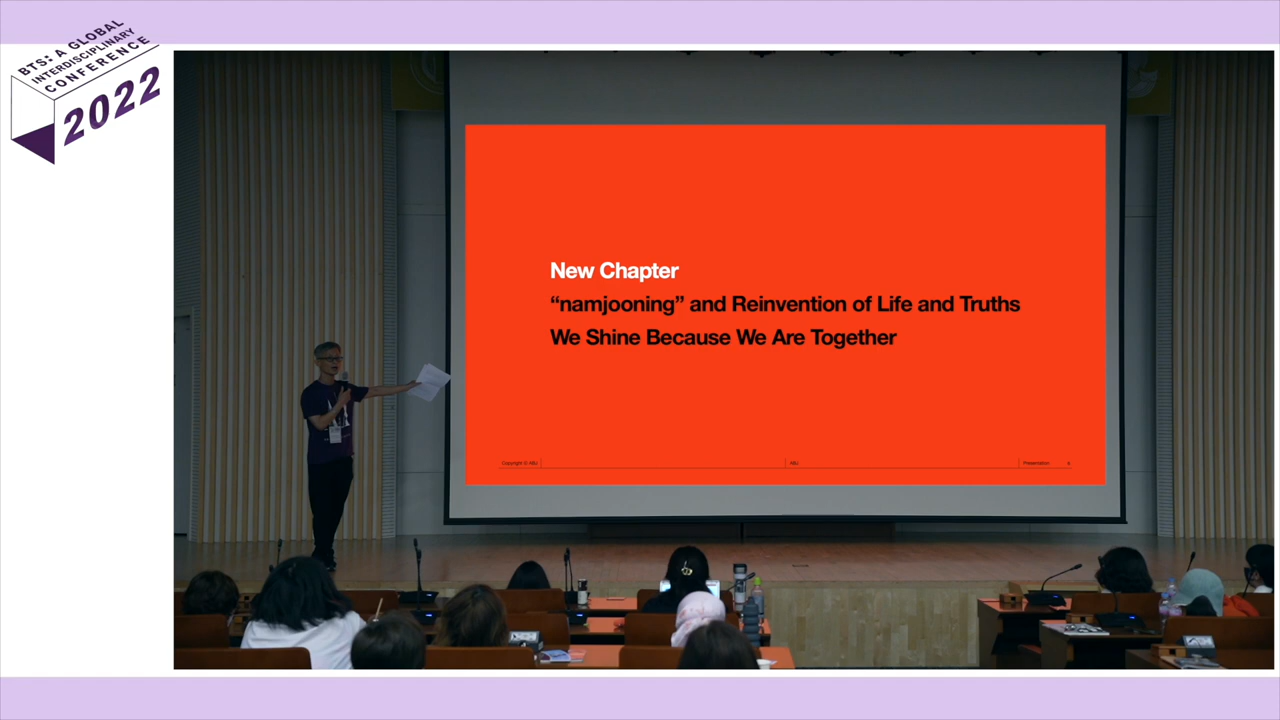 BTS: A GLOBAL
INTERDISCIPLINARY
CONFERENCE
2022
New Chapter
“namjooning” and Reinvention of Life and Truths
We Shine Because We Are Together
Presentation